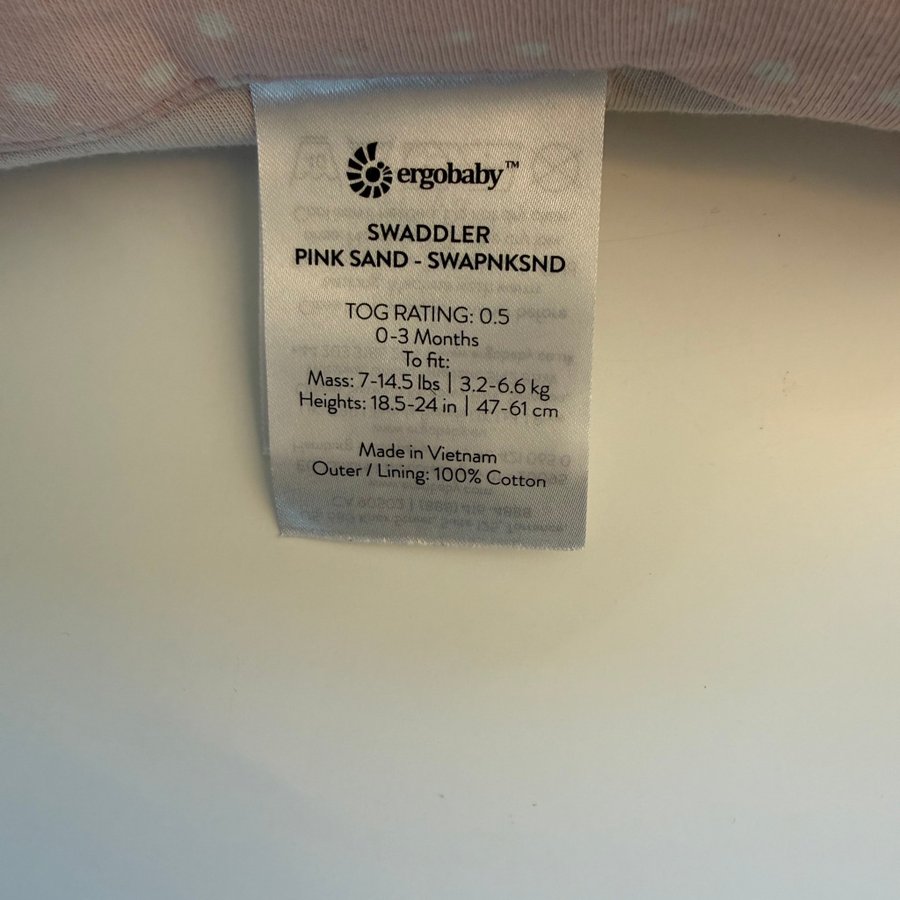 ergobaby™
SWADDLER
PINK SAND - SWAPNKSND
TOG RATING: 0.5
0-3 Months
To fit:
Mass: 7-14.5 lbs | 3.2-6.6 kg
Heights: 18.5-24 in | 47-61 cm
Made in Vietnam
Outer / Lining: 100% Cotton